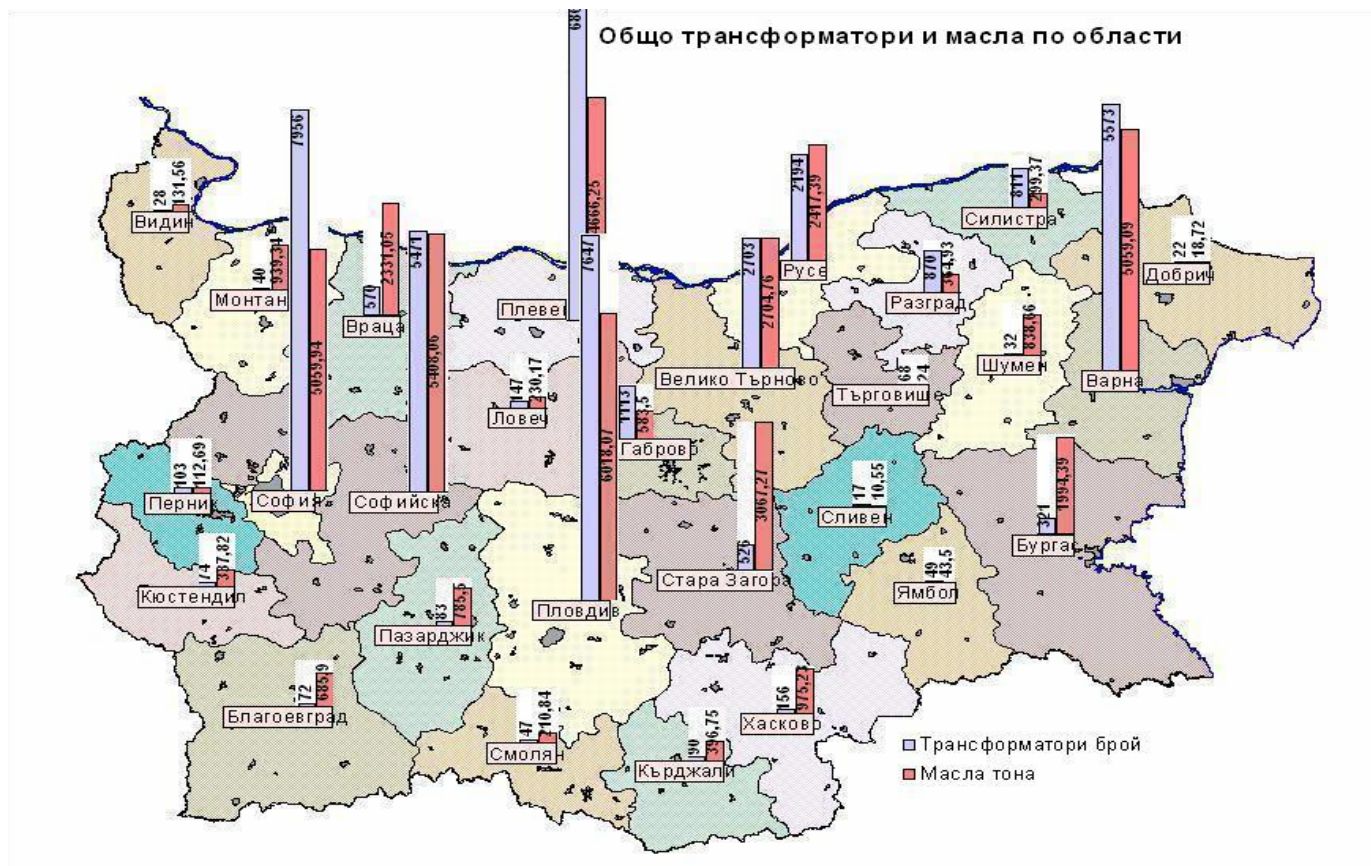 Общо трансформатори и масла по области
Видин
28
131,56
Монтан
40
939,34
София
7956
5059,94
Враца
570
2331,05
Софийска
5471
5408,06
Плевен
4666,25
Пловдив
7647
6018,07
Ловеч
147
230,17
Габрово
1113
583,5
Велико Търново
2703
2704,76
Русе
2194
2417,39
Разград
870
364,93
Силистра
811
299,37
Добрич
22
18,72
Варна
5573
5059,09
Шумен
32
838,66
Търговище
68
24
Перник
103
112,69
Кюстендил
74
337,82
Пазарджик
83
785,5
Стара Загора
526
3067,27
Сливен
17
10,55
Ямбол
49
43,5
Бургас
321
1994,39
Благоевград
72
685,9
Смолян
47
210,84
Кърджали
90
396,75
Хасково
156
975,23
Трансформатори брой
Масла тона